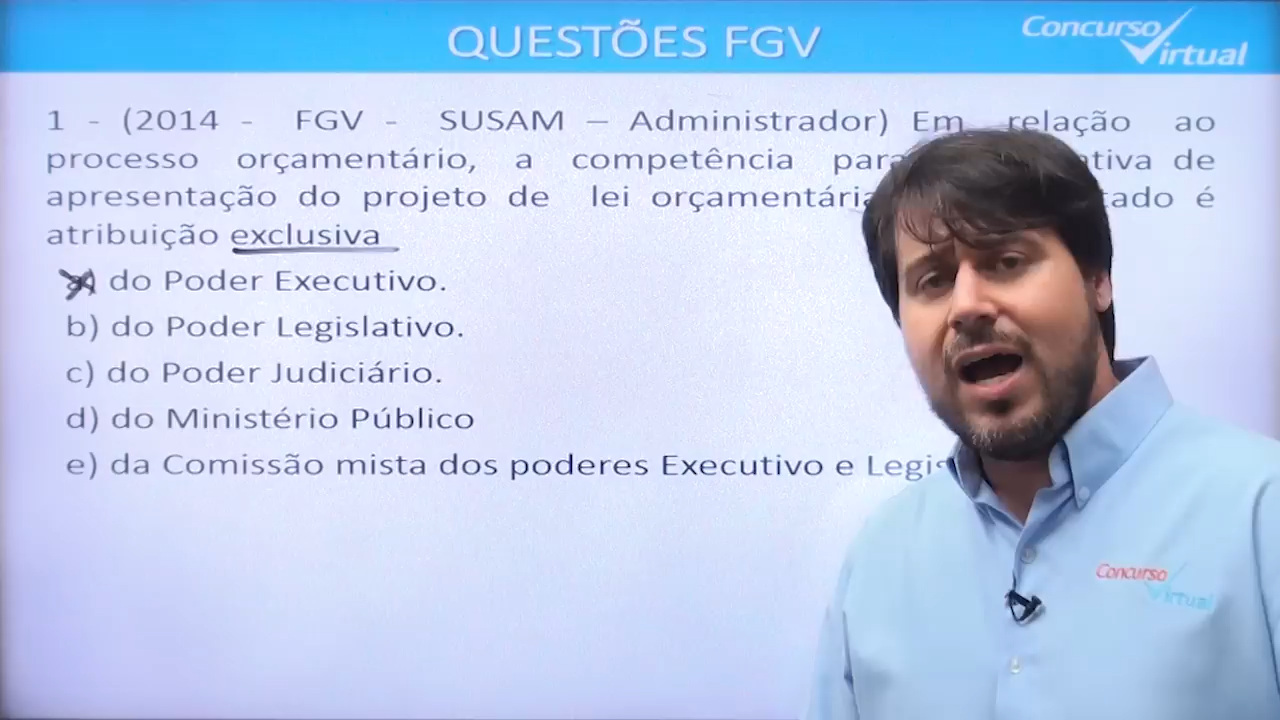 QUESTÕES FGV
Concurso Virtual
1 - (2014 - FGV - SUSAM – Administrador) Em relação ao
processo orçamentário, a competência de
apresentação do projeto de lei orçamentária é
atribuição exclusiva
a) do Poder Executivo.
b) do Poder Legislativo.
c) do Poder Judiciário.
d) do Ministério Público
e) da Comissão mista dos poderes Executivo e
Concurso
Virtual